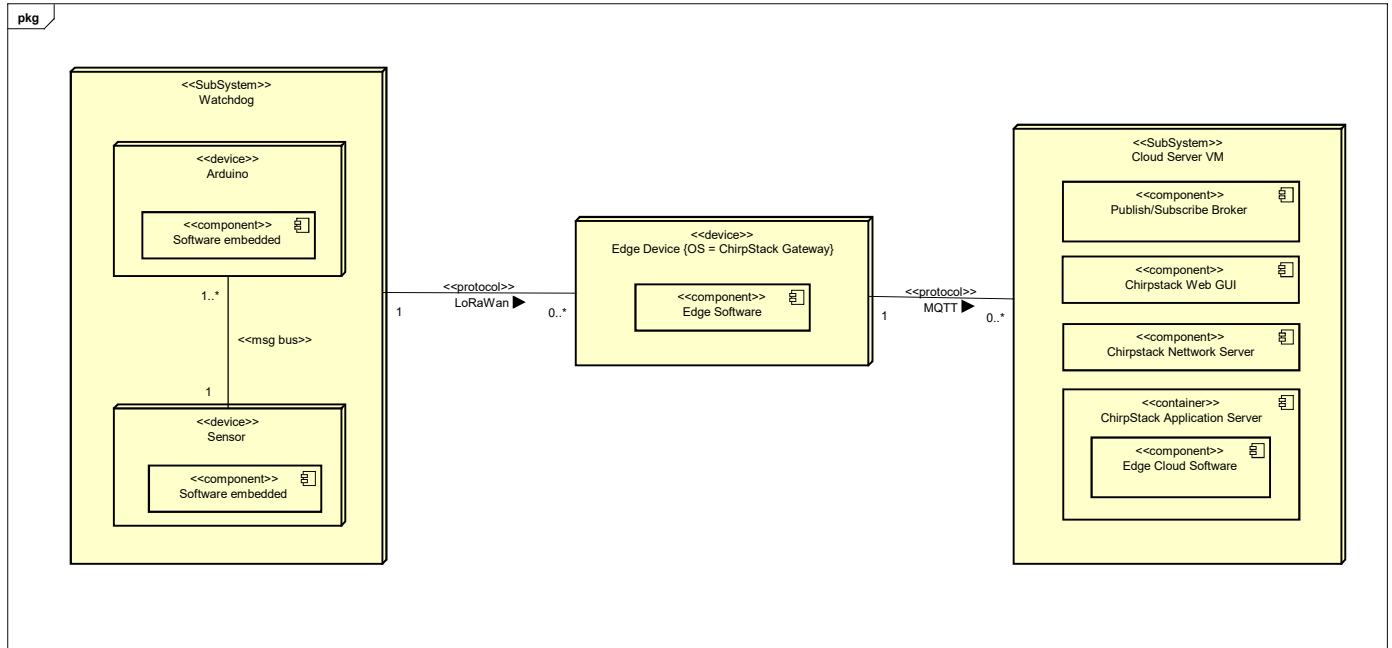 pkg
<<SubSystem>>
Watchdog
<<device>>
Arduino
<<component>>
Software embedded
1..*
<<msg bus>>
1
<<device>>
Sensor
<<component>>
Software embedded
<<protocol>>
LoRaWan
1
0..*
<<device>>
Edge Device {OS = ChirpStack Gateway}
<<component>>
Edge Software
<<protocol>>
MQTT
1
0..*
<<SubSystem>>
Cloud Server VM
<<component>>
Publish/Subscribe Broker
<<component>>
Chirpstack Web GUI
<<component>>
Chirpstack Nettwork Server
<<container>>
ChirpStack Application Server
<<component>>
Edge Cloud Software